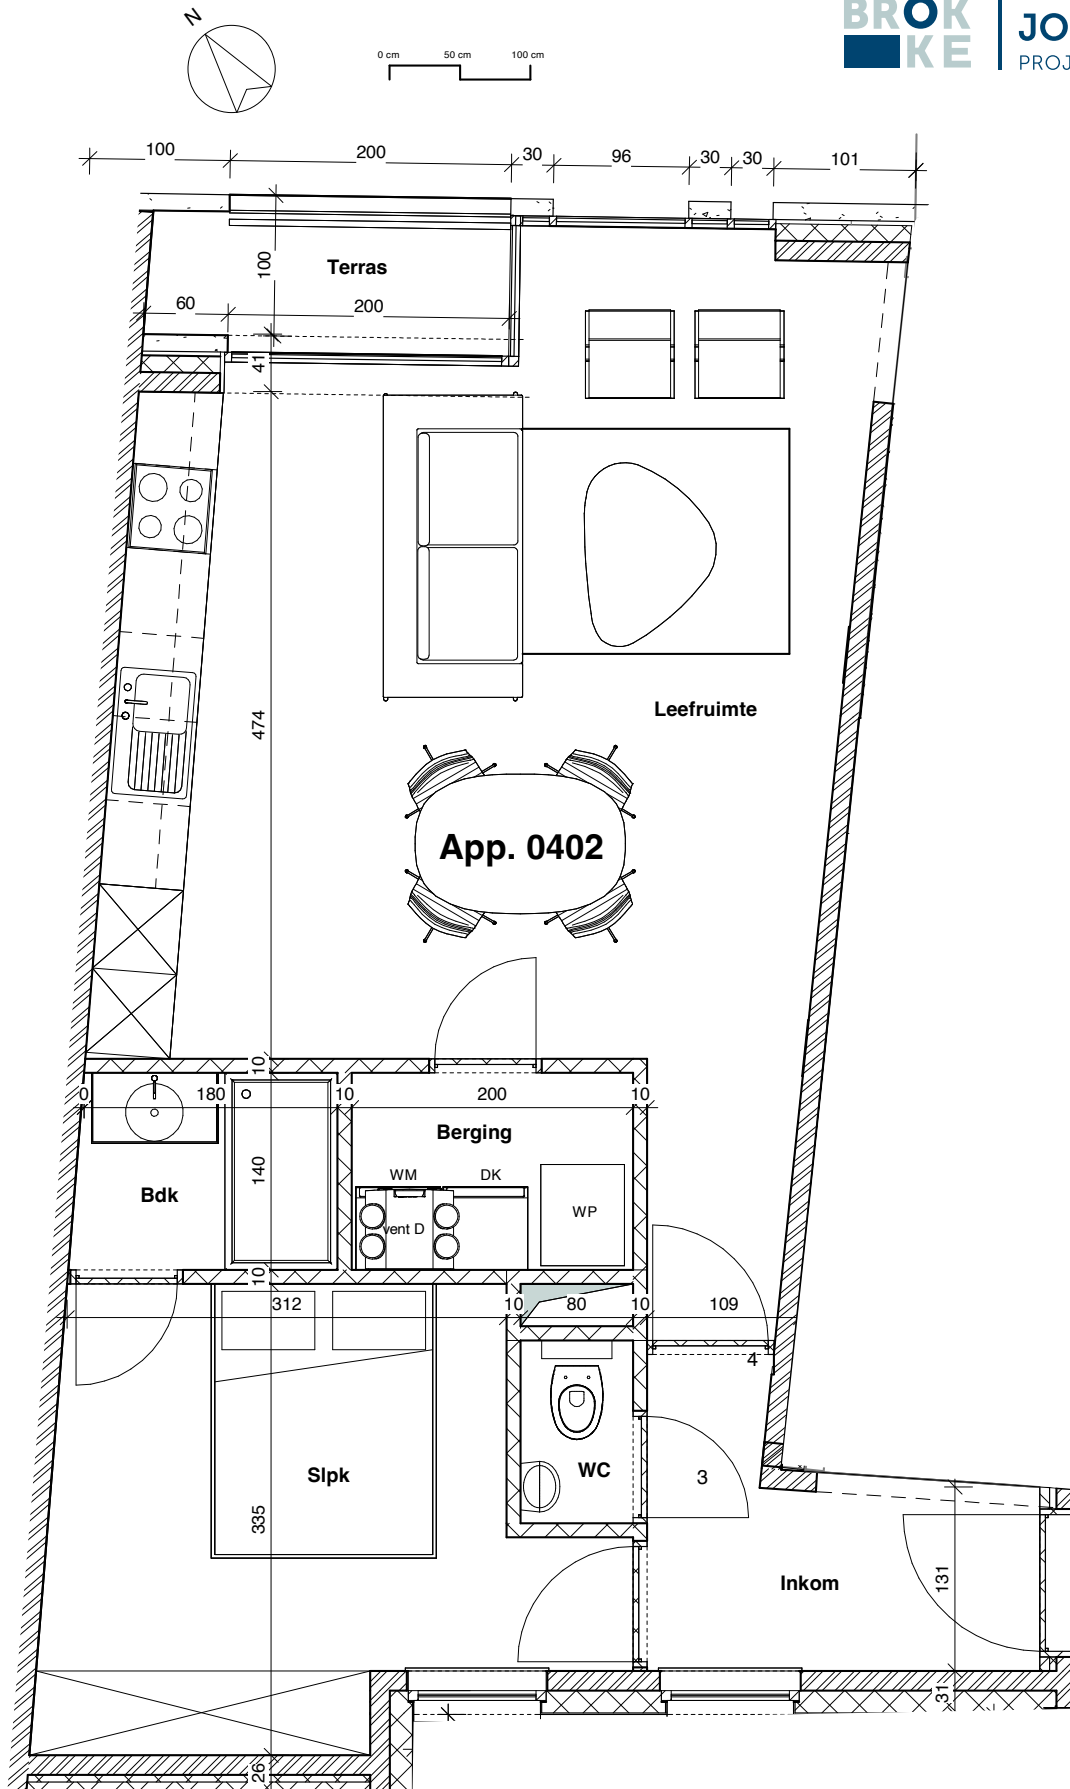 N
0 cm 50 cm 100 cm
BROK
KE
JO
PROJ
100 200 30 96 30 30 101
Terras
100
60 200
41
474
Leefruimte
App. 0402
10
0 180 10 200 10
Berging
140
WM DK
Bdk
WP
vent D
10
312 10 80 10 109
4
Slpk
WC
3
335
Inkom
131
31
26